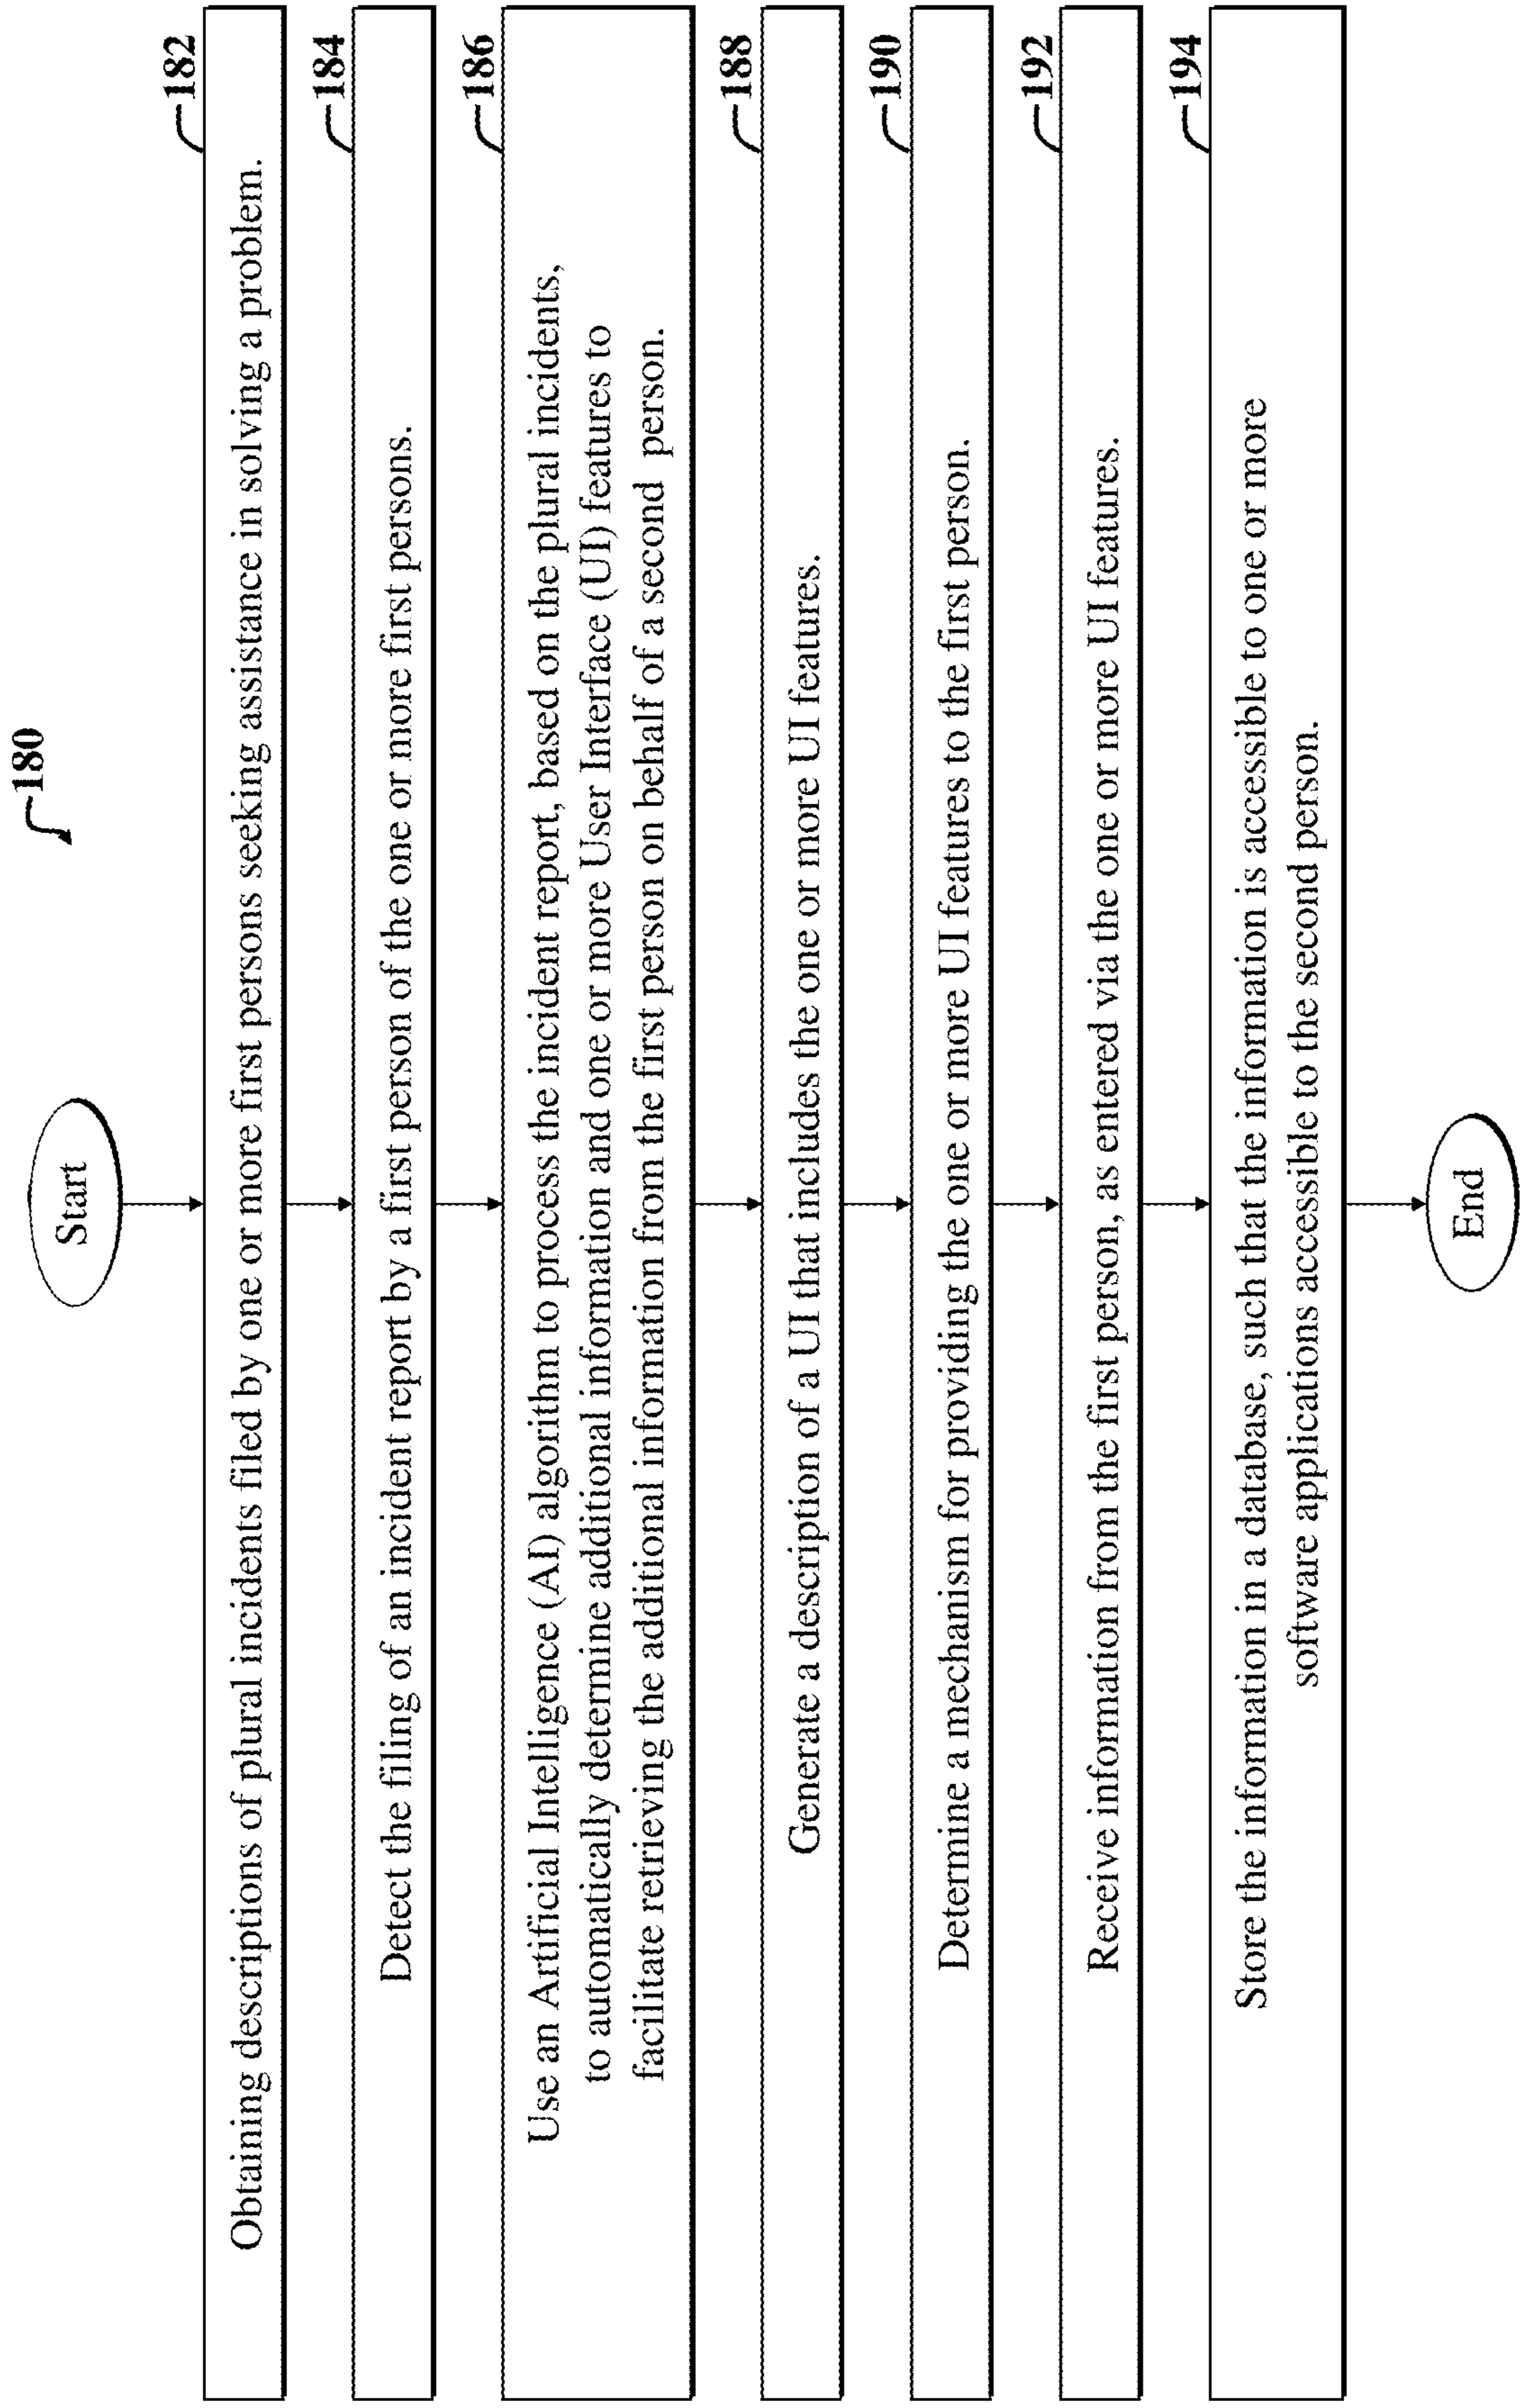 180
Start
182
Obtaining descriptions of plural incidents filed by one or more first persons seeking assistance in solving a problem.
184
Detect the filing of an incident report by a first person of the one or more first persons.
186
Use an Artificial Intelligence (AI) algorithm to process the incident report, based on the plural incidents,
to automatically determine additional information and one or more User Interface (UI) features to
facilitate retrieving the additional information from the first person on behalf of a second person.
188
Generate a description of a UI that includes the one or more UI features.
190
Determine a mechanism for providing the one or more UI features to the first person.
192
Receive information from the first person, as entered via the one or more UI features.
194
Store the information in a database, such that the information is accessible to one or more
software applications accessible to the second person.
End